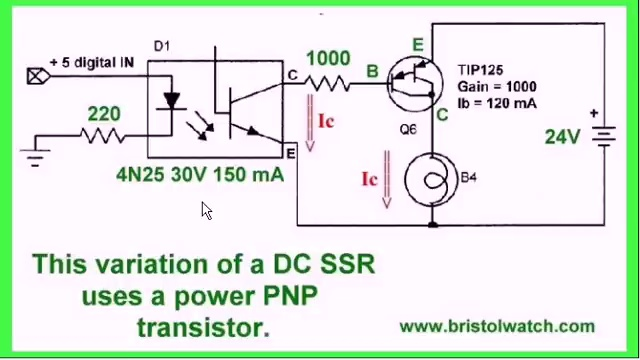 + 5 digital IN
D1
220
C
E
4N25 30V 150 mA
1000
Ic
B
E
C
TIP125
Gain = 1000
Ib = 120 mA
Q6
Ic
B4
24V
+
This variation of a DC SSR
uses a power PNP
transistor.
www.bristolwatch.com